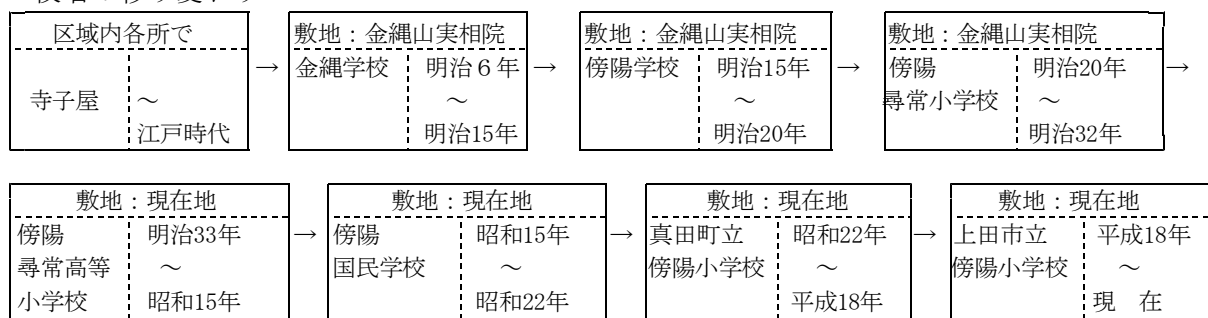 区域内各所で
寺子屋 ～ 江戸時代
→
敷地：金縄山実相院
金縄学校 明治６年 ～ 明治15年
→
敷地：金縄山実相院
傍陽学校 明治15年 ～ 明治20年
→
敷地：金縄山実相院
傍陽尋常小学校 明治20年 ～ 明治32年
→
敷地：現在地
傍陽尋常高等小学校 明治33年 ～ 昭和15年
→
敷地：現在地
傍陽国民学校 昭和15年 ～ 昭和22年
→
敷地：現在地
真田町立傍陽小学校 昭和22年 ～ 平成18年
→
敷地：現在地
上田市立傍陽小学校 平成18年 ～ 現　在